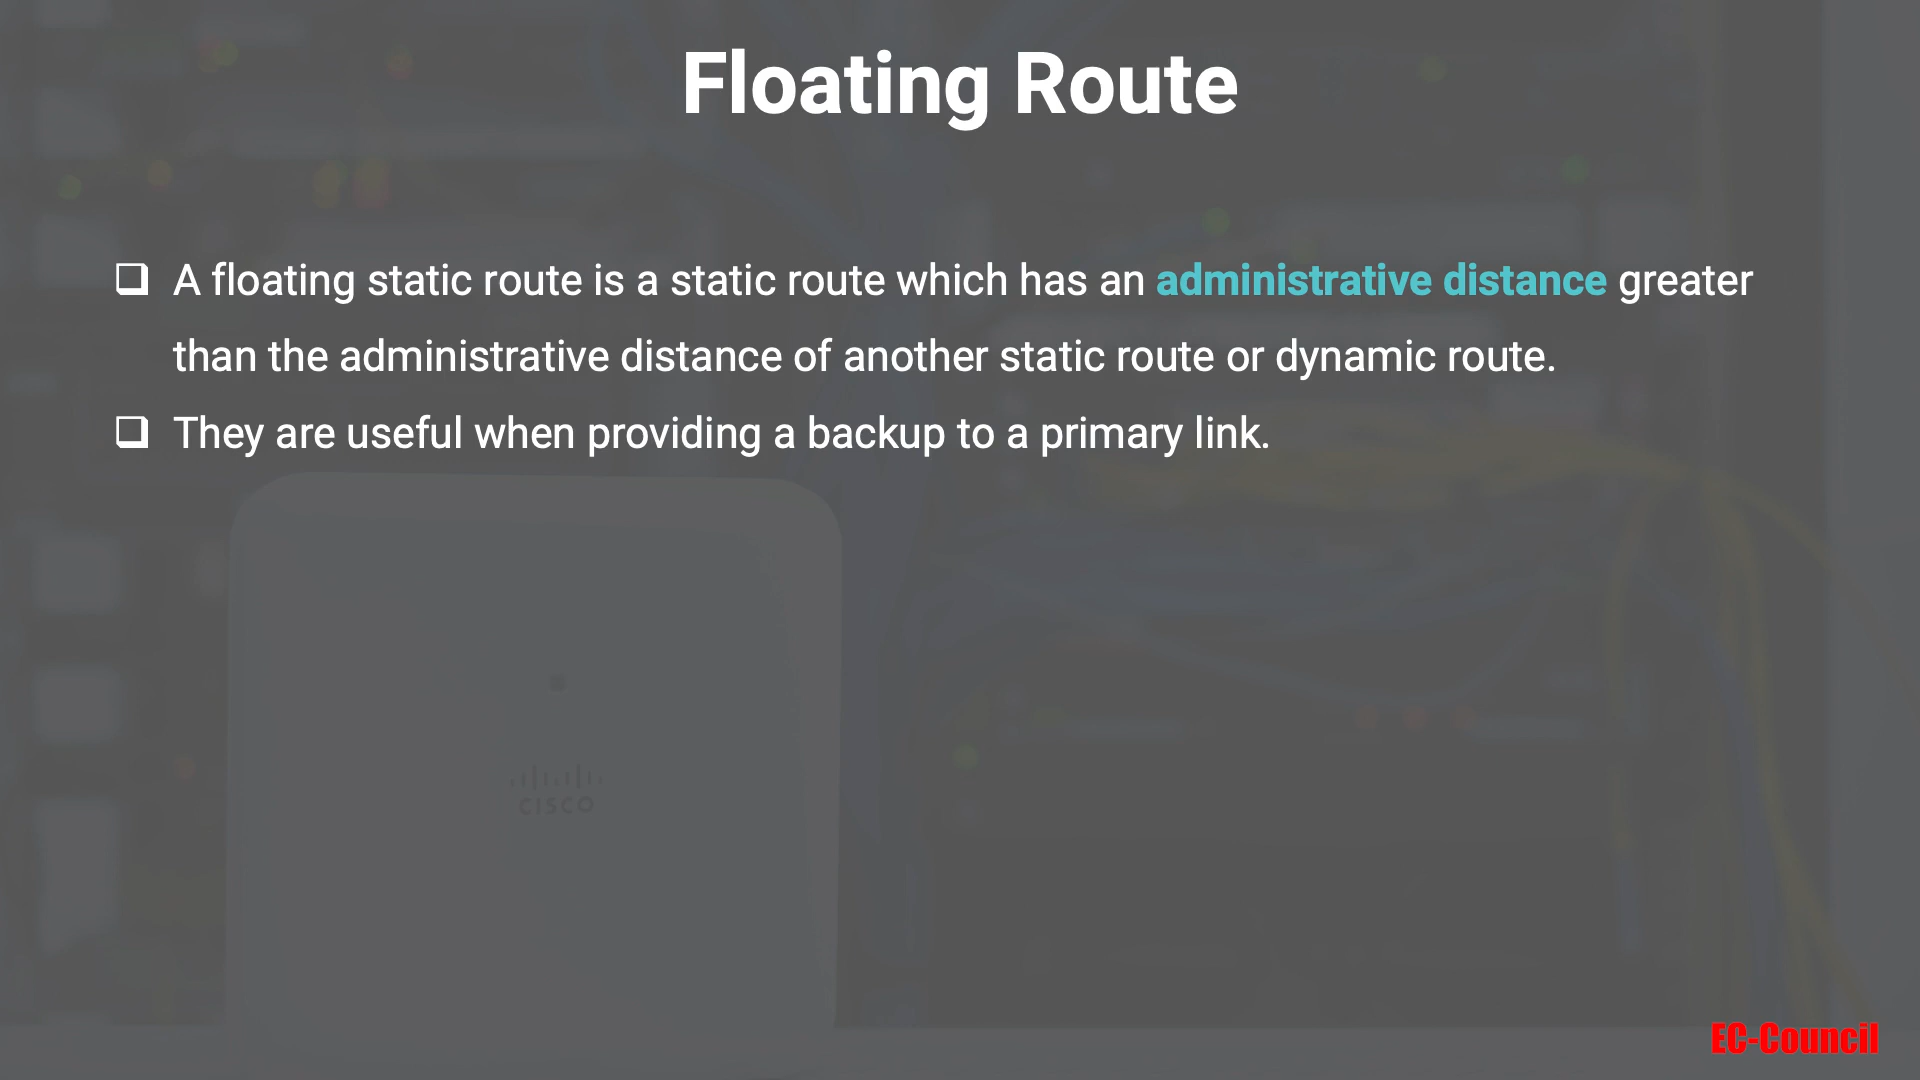 Floating Route
❑ A floating static route is a static route which has an administrative distance greater
than the administrative distance of another static route or dynamic route.
❑ They are useful when providing a backup to a primary link.
CISCO
EC-Council